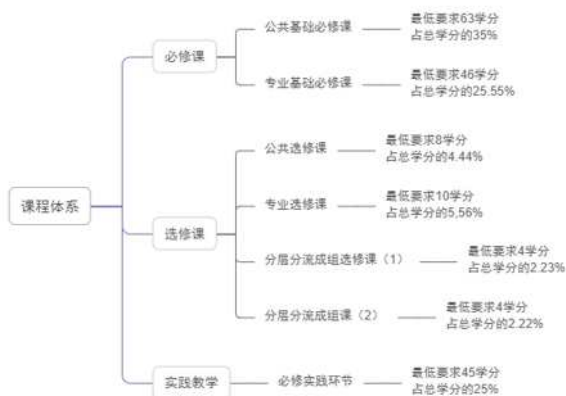 课程体系
必修课
公共基础必修课
最低要求63学分
占总学分的35%
专业基础必修课
最低要求46学分
占总学分的25.55%
选修课
公共选修课
最低要求8学分
占总学分的4.44%
专业选修课
最低要求10学分
占总学分的5.56%
分层分流成组选修课（1）
最低要求4学分
占总学分的2.23%
分层分流成组课（2）
最低要求4学分
占总学分的2.22%
实践教学
必修实践环节
最低要求45学分
占总学分的25%